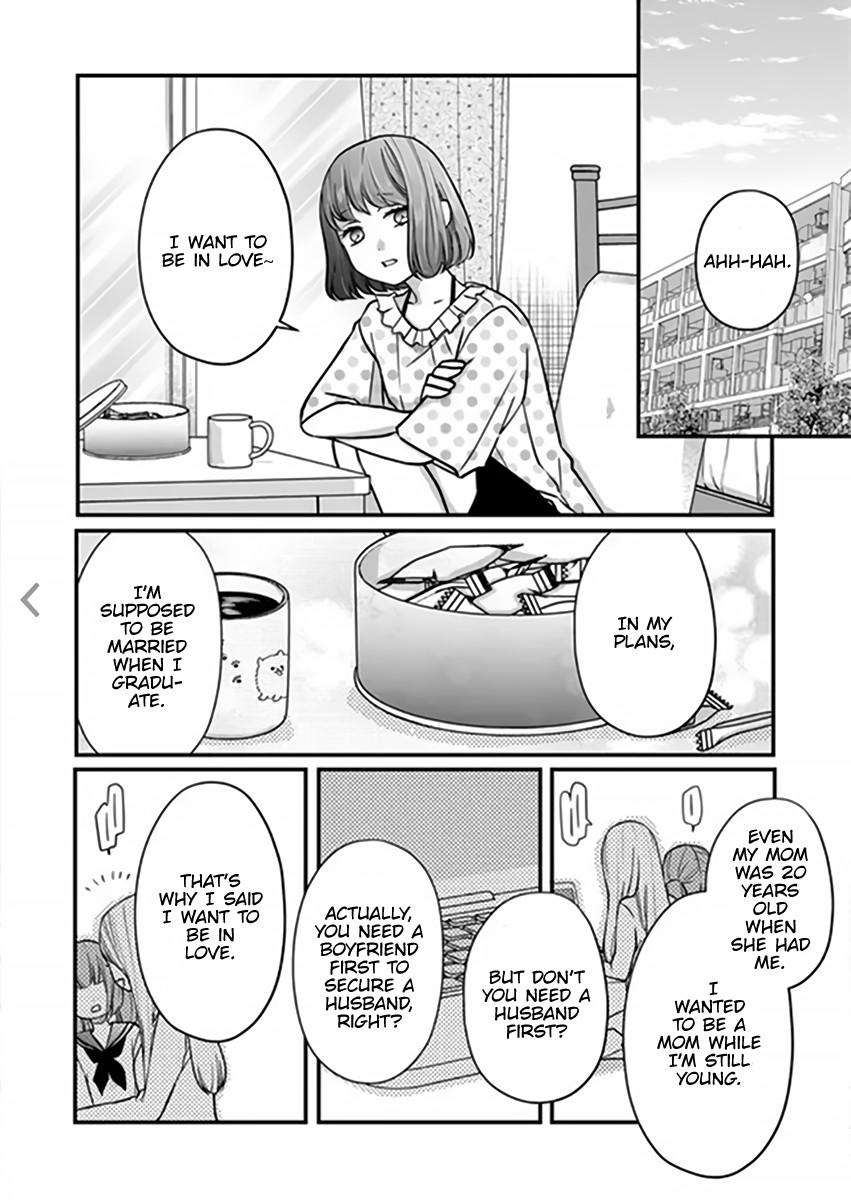 AHH-HAH.
I WANT TO
BE IN LOVE~
IN MY
PLANS,
I'M
SUPPOSED
TO BE
MARRIED
WHEN I
GRADU-
ATE.
EVEN
MY MOM
WAS 20
YEARS
OLD
WHEN
SHE HAD
ME.
I
WANTED
TO BE A
MOM WHILE
I'M STILL
YOUNG.
BUT DON'T
YOU NEED
A HUSBAND
FIRST?
ACTUALLY,
YOU NEED A
BOYFRIEND
FIRST TO
SECURE A
HUSBAND,
RIGHT?
THAT'S
WHY I SAID
I WANT TO
BE IN
LOVE.